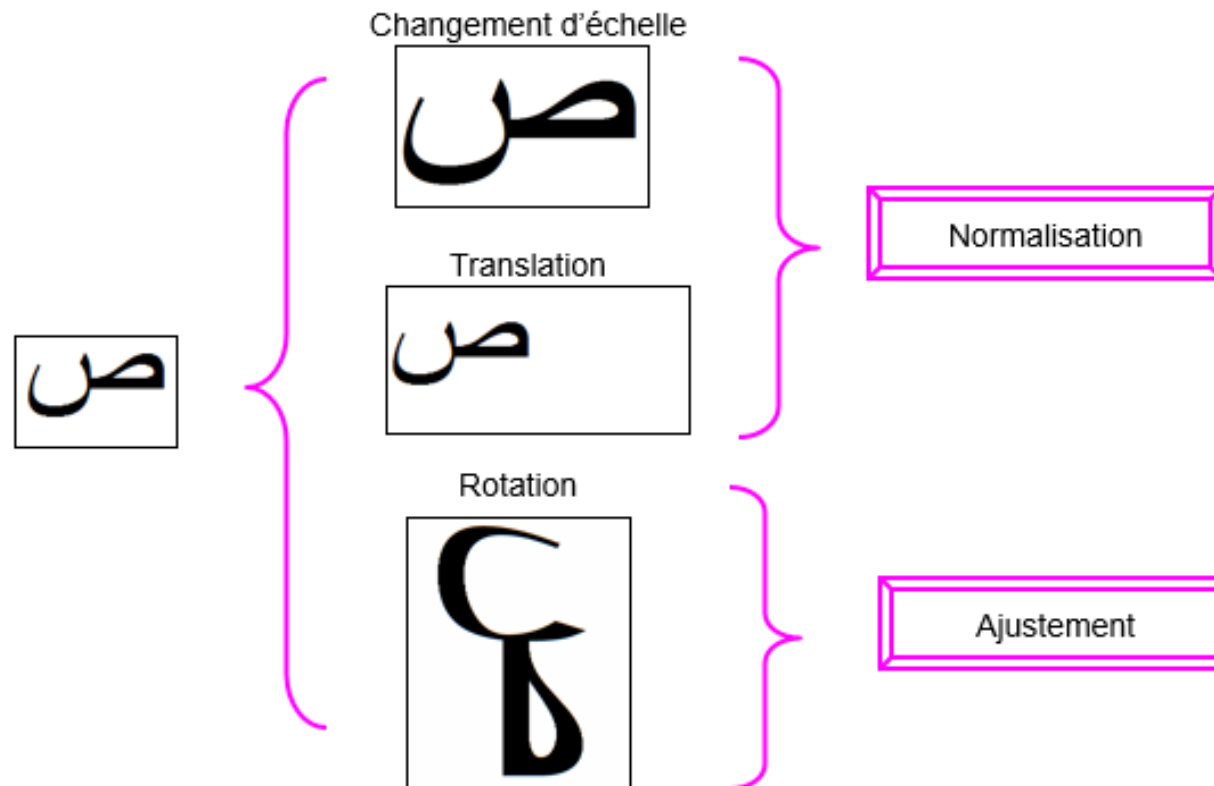 Changement d’échelle
ص
Normalisation
Translation
ص
ص
Rotation
ص
Ajustement